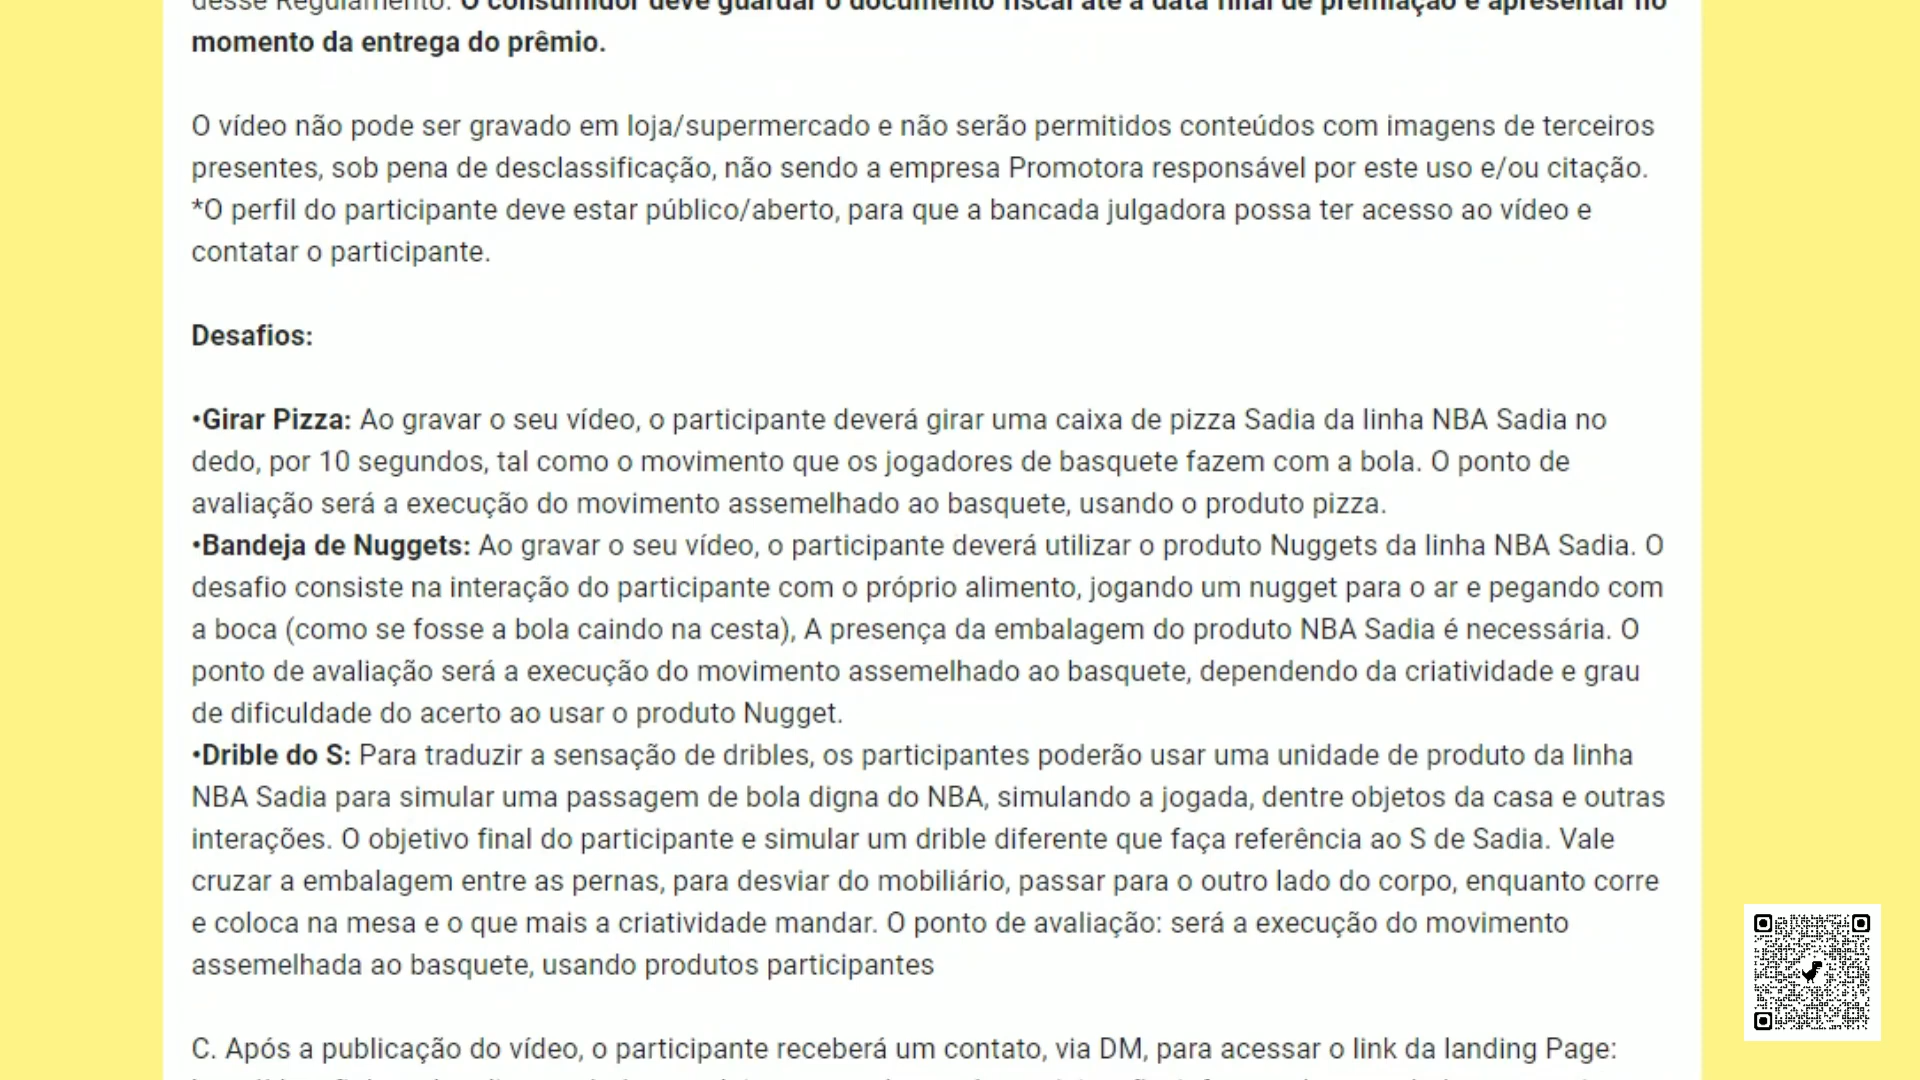 desse Regulamento. O consumidor deve guardar o documento fiscal até a data final de premiação e apresentar no
momento da entrega do prêmio.
O vídeo não pode ser gravado em loja/supermercado e não serão permitidos conteúdos com imagens de terceiros
presentes, sob pena de desclassificação, não sendo a empresa Promotora responsável por este uso e/ou citação.
*O perfil do participante deve estar público/aberto, para que a bancada julgadora possa ter acesso ao vídeo e
contatar o participante.
Desafios:
•Girar Pizza: Ao gravar o seu vídeo, o participante deverá girar uma caixa de pizza Sadia da linha NBA Sadia no
dedo, por 10 segundos, tal como o movimento que os jogadores de basquete fazem com a bola. O ponto de
avaliação será a execução do movimento assemelhado ao basquete, usando o produto pizza.
•Bandeja de Nuggets: Ao gravar o seu vídeo, o participante deverá utilizar o produto Nuggets da linha NBA Sadia. O
desafio consiste na interação do participante com o próprio alimento, jogando um nugget para o ar e pegando com
a boca (como se fosse a bola caindo na cesta), A presença da embalagem do produto NBA Sadia é necessária. O
ponto de avaliação será a execução do movimento assemelhado ao basquete, dependendo da criatividade e grau
de dificuldade do acerto ao usar o produto Nugget.
•Drible do S: Para traduzir a sensação de dribles, os participantes poderão usar uma unidade de produto da linha
NBA Sadia para simular uma passagem de bola digna do NBA, simulando a jogada, dentre objetos da casa e outras
interações. O objetivo final do participante e simular um drible diferente que faça referência ao S de Sadia. Vale
cruzar a embalagem entre as pernas, para desviar do mobiliário, passar para o outro lado do corpo, enquanto corre
e coloca na mesa e o que mais a criatividade mandar. O ponto de avaliação: será a execução do movimento
assemelhada ao basquete, usando produtos participantes
C. Após a publicação do vídeo, o participante receberá um contato, via DM, para acessar o link da landing Page: